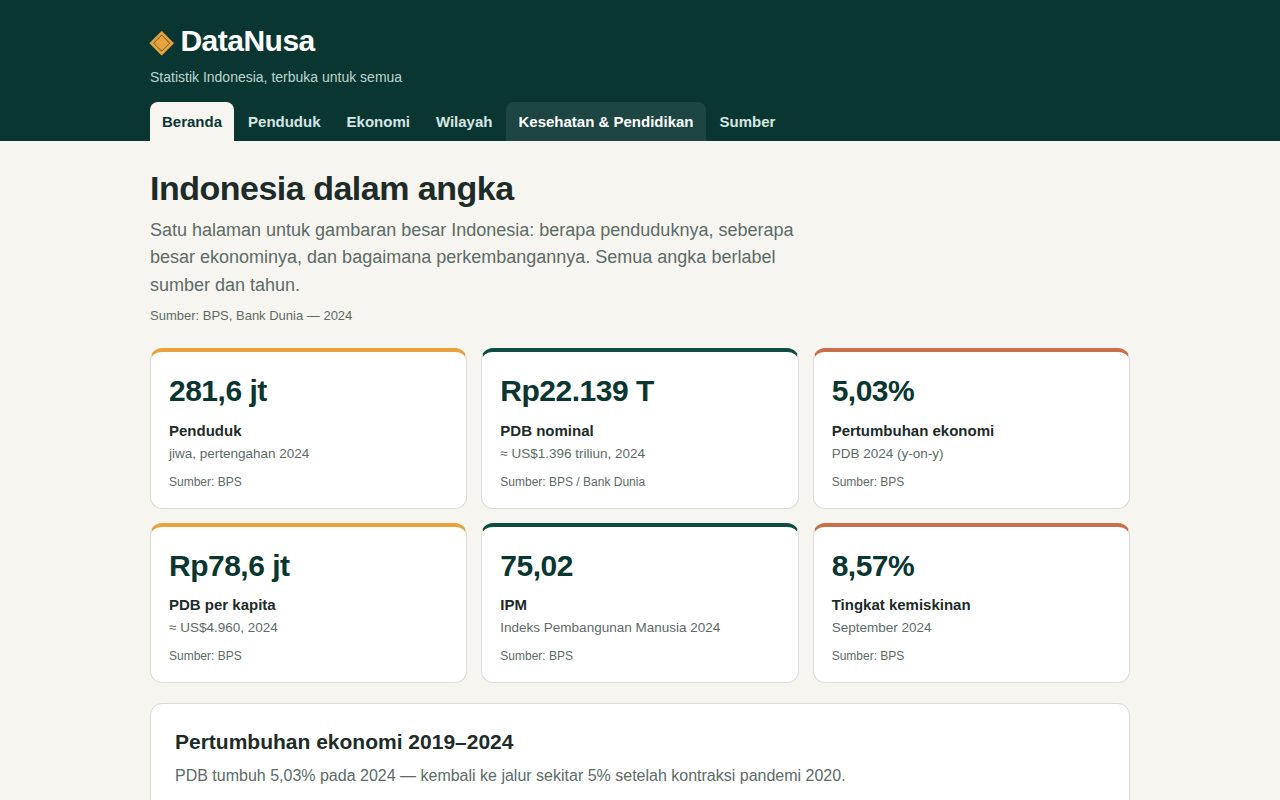 ◈ DataNusa
Statistik Indonesia, terbuka untuk semua
Beranda Penduduk Ekonomi Wilayah Kesehatan & Pendidikan Sumber
Indonesia dalam angka
Satu halaman untuk gambaran besar Indonesia: berapa penduduknya, seberapa
besar ekonominya, dan bagaimana perkembangannya. Semua angka berlabel
sumber dan tahun.
Sumber: BPS, Bank Dunia — 2024
281,6 jt
Penduduk
jiwa, pertengahan 2024
Sumber: BPS
Rp22.139 T
PDB nominal
≈ US$1.396 triliun, 2024
Sumber: BPS / Bank Dunia
5,03%
Pertumbuhan ekonomi
PDB 2024 (y-on-y)
Sumber: BPS
Rp78,6 jt
PDB per kapita
≈ US$4.960, 2024
Sumber: BPS
75,02
IPM
Indeks Pembangunan Manusia 2024
Sumber: BPS
8,57%
Tingkat kemiskinan
September 2024
Sumber: BPS
Pertumbuhan ekonomi 2019–2024
PDB tumbuh 5,03% pada 2024 — kembali ke jalur sekitar 5% setelah kontraksi pandemi 2020.